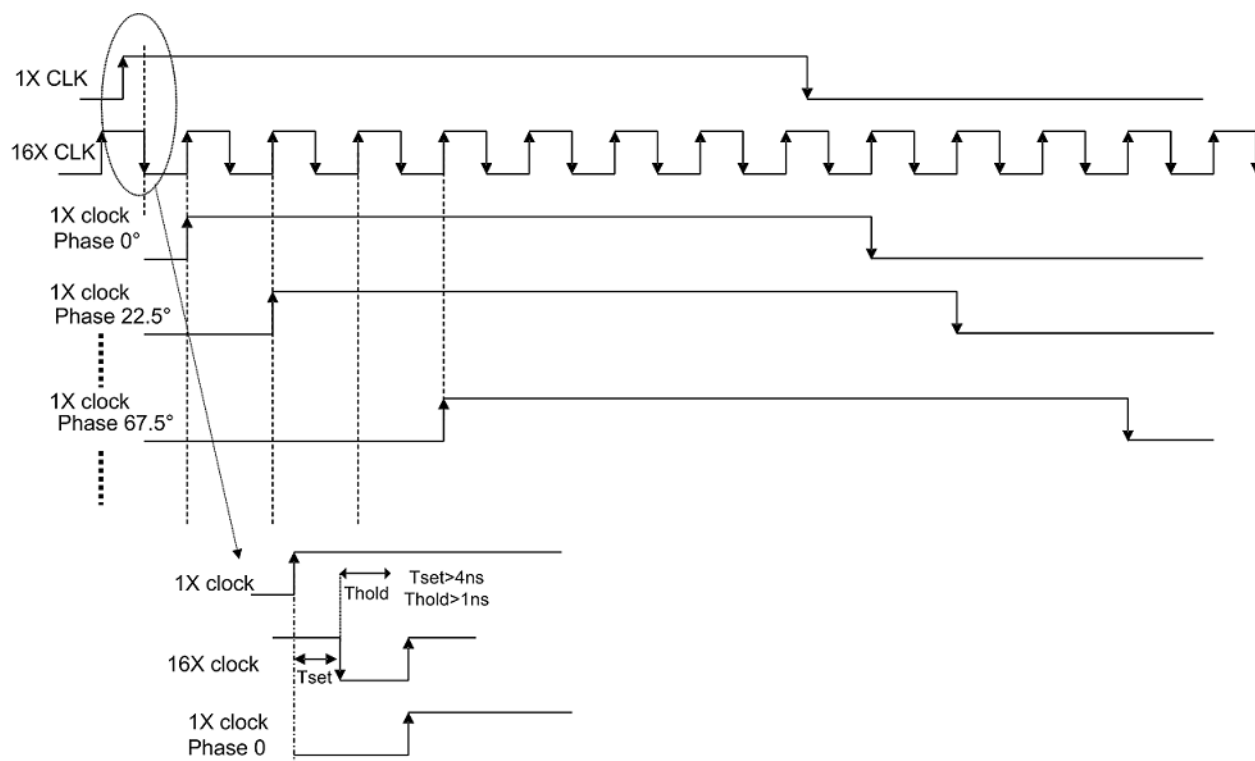 1X CLK
16X CLK
1X clock
Phase 0°
1X clock
Phase 22.5°
1X clock
Phase 67.5°
1X clock
Thold
Tset>4ns
Thold>1ns
16X clock
Tset
1X clock
Phase 0